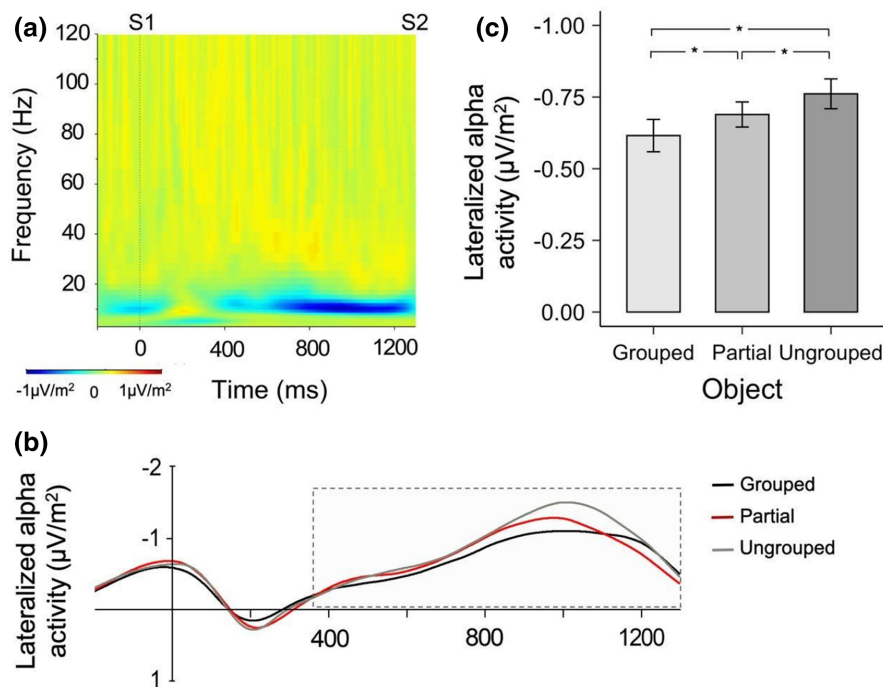 (a)
S1 S2
120
100
80
60
40
20
Frequency (Hz)
0 400 800 1200
-1μV/m² 0 1μV/m²
Time (ms)
(c)
-1.00
-0.75
-0.50
-0.25
0.00
Lateralized alpha
activity (μV/m²)
*
* *
Grouped Partial Ungrouped
Object
(b)
-2
-1
1
Lateralized alpha
activity (μV/m²)
400 800 1200
Grouped
Partial
Ungrouped